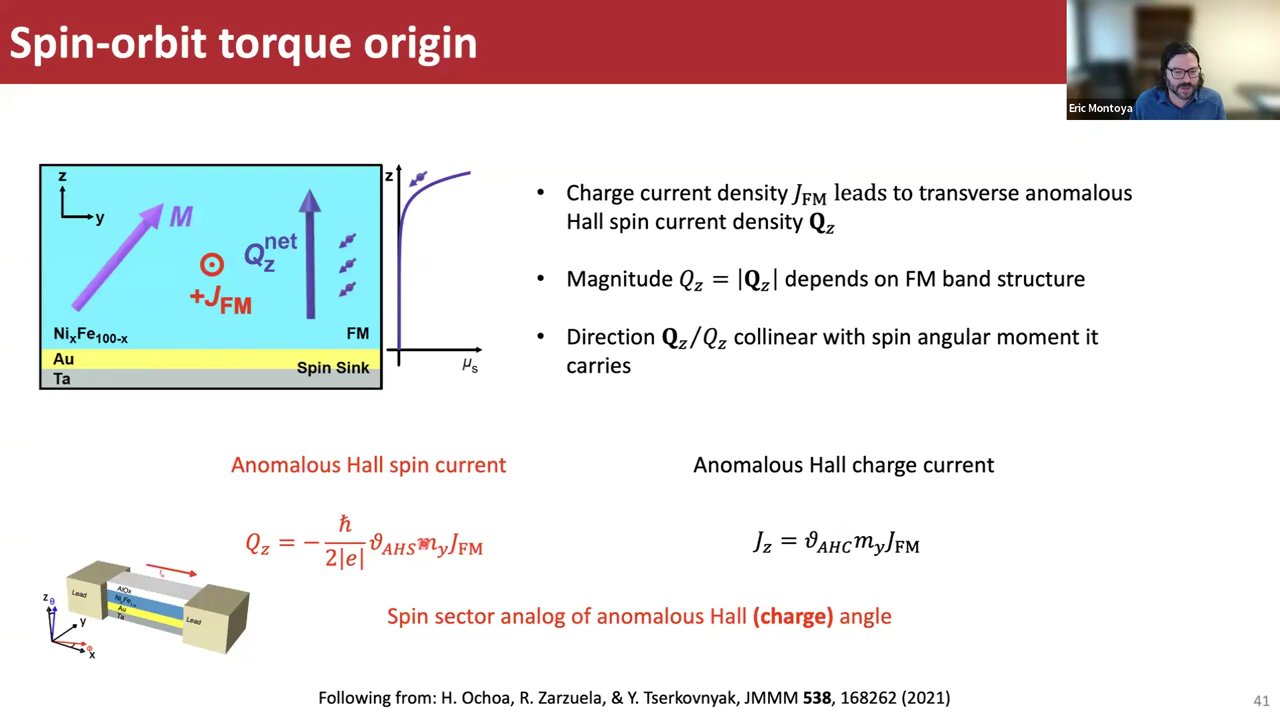 Spin-orbit torque origin
Eric Montoya
z
y
M
Q_z^net
+J_FM
Ni_xFe_100-x
FM
Au
Spin Sink
Ta
z
μ_s
• Charge current density J_FM leads to transverse anomalous
Hall spin current density Q_z
• Magnitude Q_z = |Q_z| depends on FM band structure
• Direction Q_z/Q_z collinear with spin angular moment it
carries
Anomalous Hall spin current
Anomalous Hall charge current
Q_z = − ħ/2|e| ϑ_AHS m_y J_FM
J_z = ϑ_AHC m_y J_FM
Spin sector analog of anomalous Hall (charge) angle
Lead
AlOx
Au
Ta
Lead
z
θ
y
x
Following from: H. Ochoa, R. Zarzuela, & Y. Tserkovnyak, JMMM 538, 168262 (2021)
41